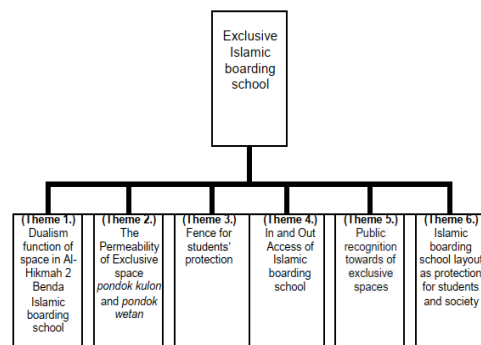 Exclusive
Islamic
boarding
school
(Theme 1.)
Dualism
function of
space in Al-
Hikmah 2
Benda
Islamic
boarding
school
(Theme 2.)
The
Permeability
of Exclusive
space
pondok kulon
and pondok
wetan
(Theme 3.)
Fence for
students'
protection
(Theme 4.)
In and Out
Access of
Islamic
boarding
school
(Theme 5.)
Public
recognition
towards of
exclusive
spaces
(Theme 6.)
Islamic
boarding
school layout
as protection
for students
and society